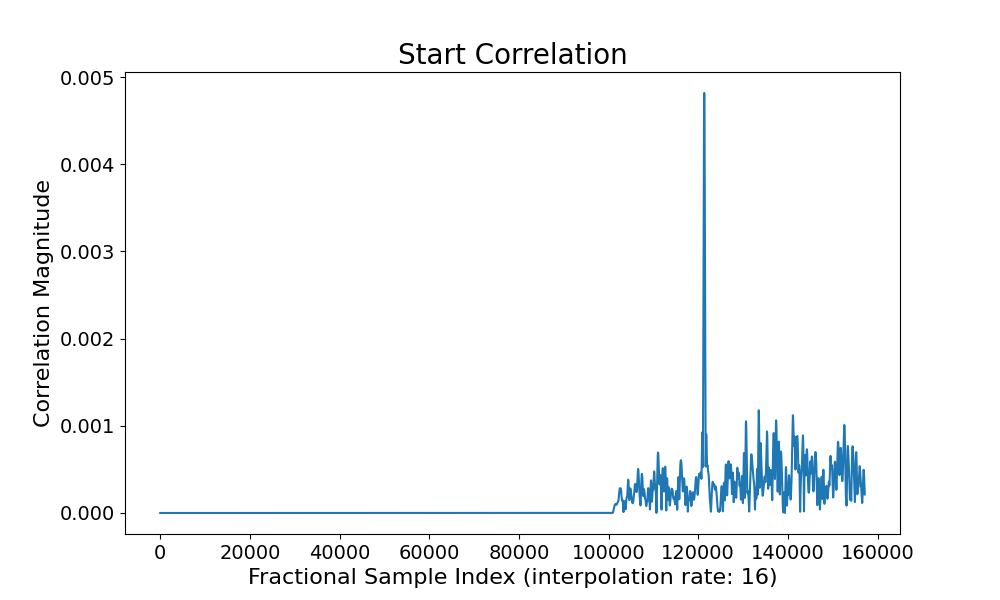 Start Correlation
0.005
0.004
0.003
0.002
0.001
0.000
Correlation Magnitude
0 20000 40000 60000 80000 100000 120000 140000 160000
Fractional Sample Index (interpolation rate: 16)